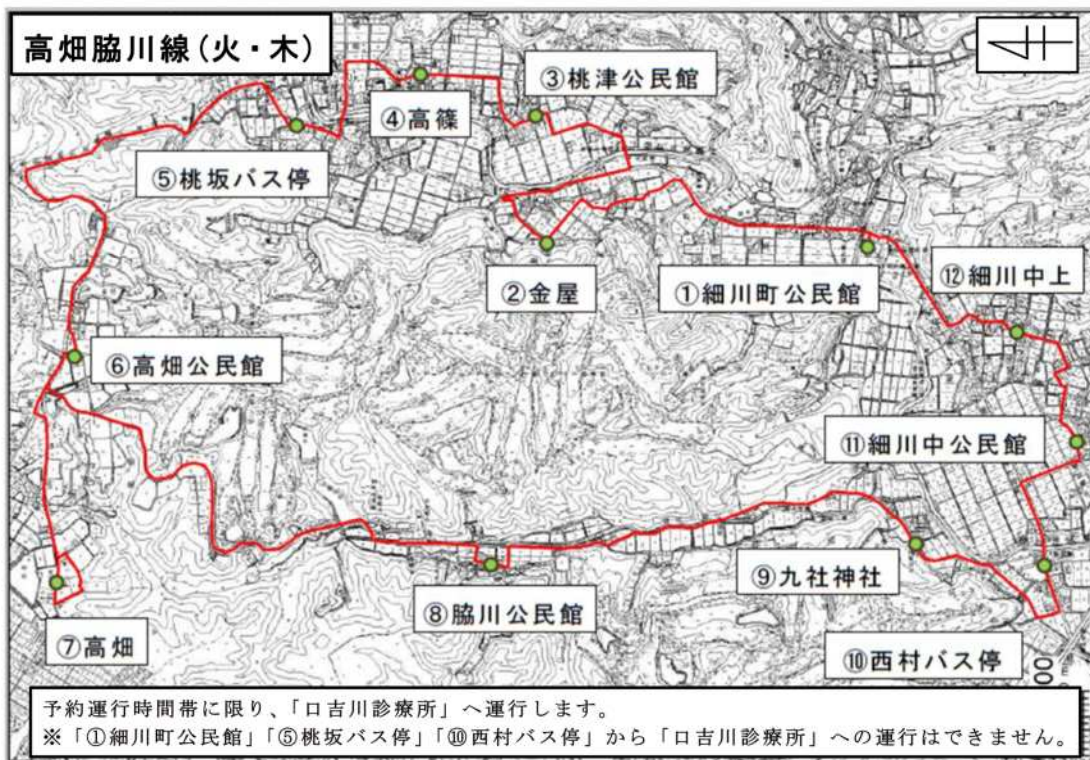 高畑脇川線(火・木)
③桃津公民館
④高篠
⑤桃坂バス停
②金屋
①細川町公民館
⑫細川中上
⑥高畑公民館
⑪細川中公民館
⑨九社神社
⑧脇川公民館
⑦高畑
⑩西村バス停
00
予約運行時間帯に限り、「口吉川診療所」へ運行します。
※「①細川町公民館」「⑤桃坂バス停」「⑩西村バス停」から「口吉川診療所」への運行はできません。